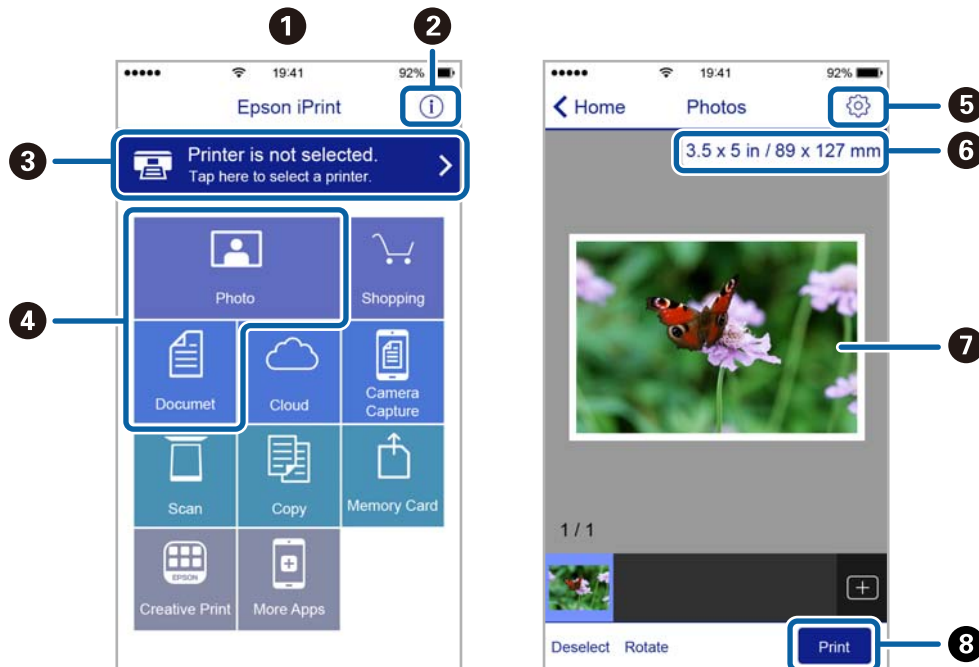 1
2
19:41
92%
Epson iPrint
3
Printer is not selected.
Tap here to select a printer.
4
Photo
Shopping
Documet
Cloud
Camera
Capture
Scan
Copy
Memory Card
EPSON
Creative Print
More Apps
19:41
92%
Home
Photos
5
3.5 x 5 in / 89 x 127 mm
6
7
1 / 1
Deselect
Rotate
Print
8